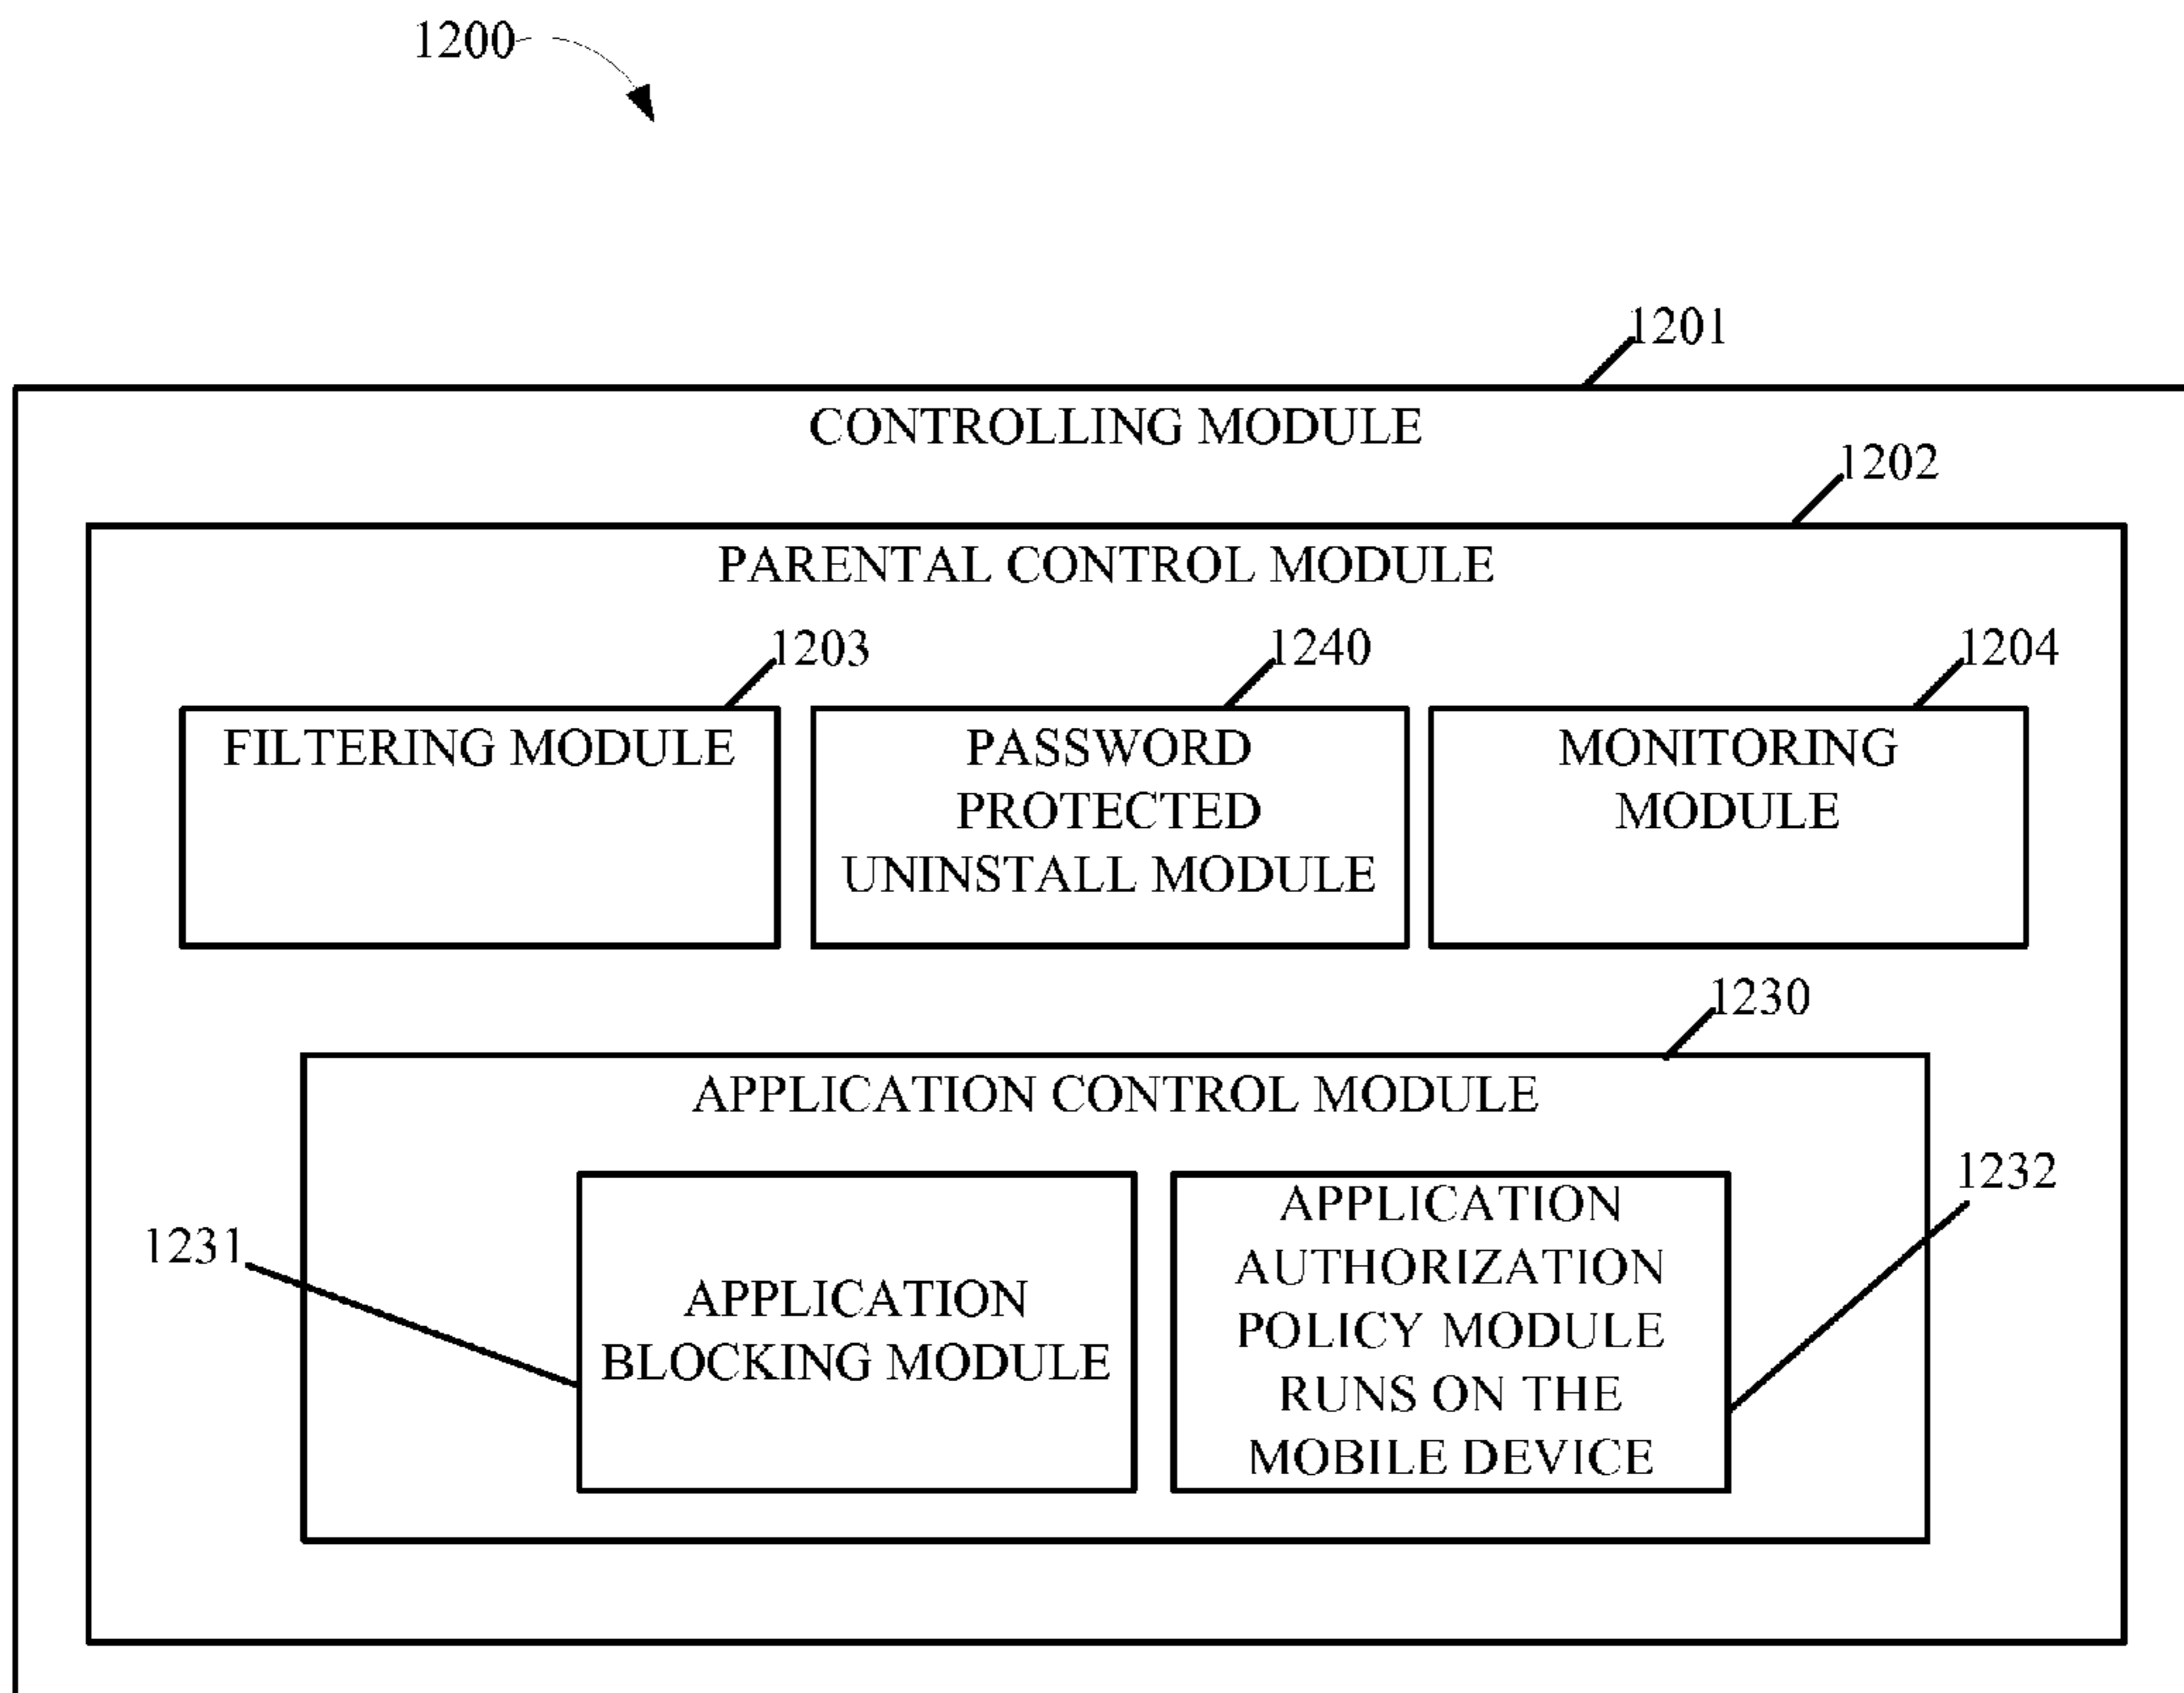 1200
1201
CONTROLLING MODULE
1202
PARENTAL CONTROL MODULE
1203
1240
1204
FILTERING MODULE
PASSWORD
PROTECTED
UNINSTALL MODULE
MONITORING
MODULE
1230
APPLICATION CONTROL MODULE
1231
APPLICATION
BLOCKING MODULE
APPLICATION
AUTHORIZATION
POLICY MODULE
RUNS ON THE
MOBILE DEVICE
1232